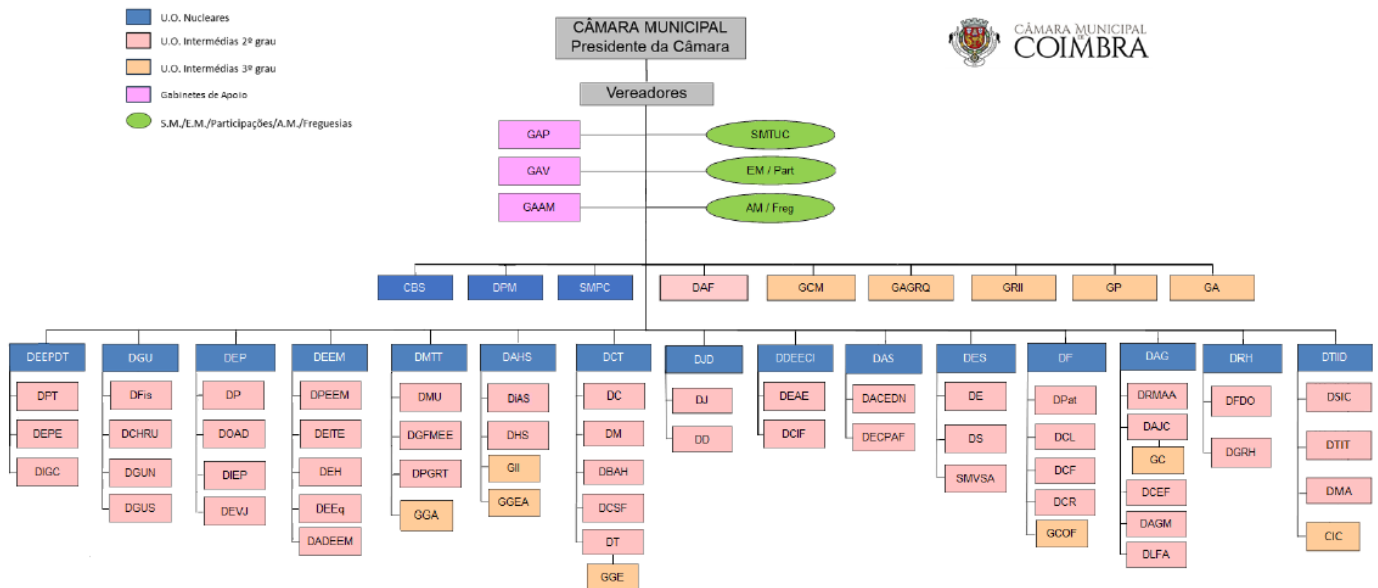 U.O. Nucleares
U.O. Intermédias 2º grau
U.O. Intermédias 3º grau
Gabinetes de Apoio
S.M./E.M./Participações/A.M./Freguesias
CÂMARA MUNICIPAL
Presidente da Câmara
CÂMARA MUNICIPAL
DE
COIMBRA
Vereadores
GAP
SMTUC
GAV
EM / Part
GAAM
AM / Freg
CBS
DPM
SMPC
DAF
GCM
GAGRQ
GRII
GP
GA
DEEPDT
DPT
DEPE
DIGC
DGU
DFis
DCHRU
DGUN
DGUS
DEP
DP
DOAD
DIEP
DEVJ
DEEM
DPEEM
DEITE
DEH
DEEq
DADEEM
DMTT
DMU
DGFMEE
DPGRT
GGA
DAHS
DiAS
DHS
GII
GGEA
DCT
DC
DM
DBAH
DCSF
DT
GGE
DJD
DJ
DD
DDEECI
DEAE
DCIF
DAS
DACEDN
DECPAF
DES
DE
DS
SMVSA
DF
DPat
DCL
DCF
DCR
GCOF
DAG
DRMAA
DAJC
GC
DCEF
DAGM
DLFA
DRH
DFDO
DGRH
DTIID
DSIC
DTIT
DMA
CIC